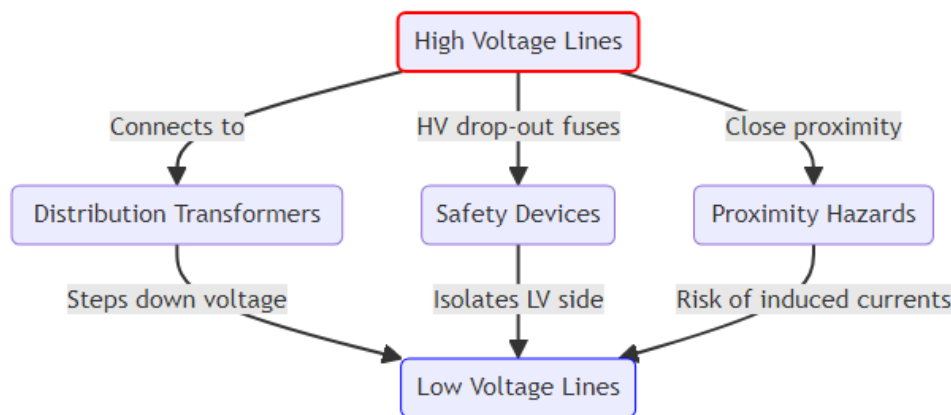 High Voltage Lines
Connects to
HV drop-out fuses
Close proximity
Distribution Transformers
Safety Devices
Proximity Hazards
Steps down voltage
Isolates LV side
Risk of induced currents
Low Voltage Lines